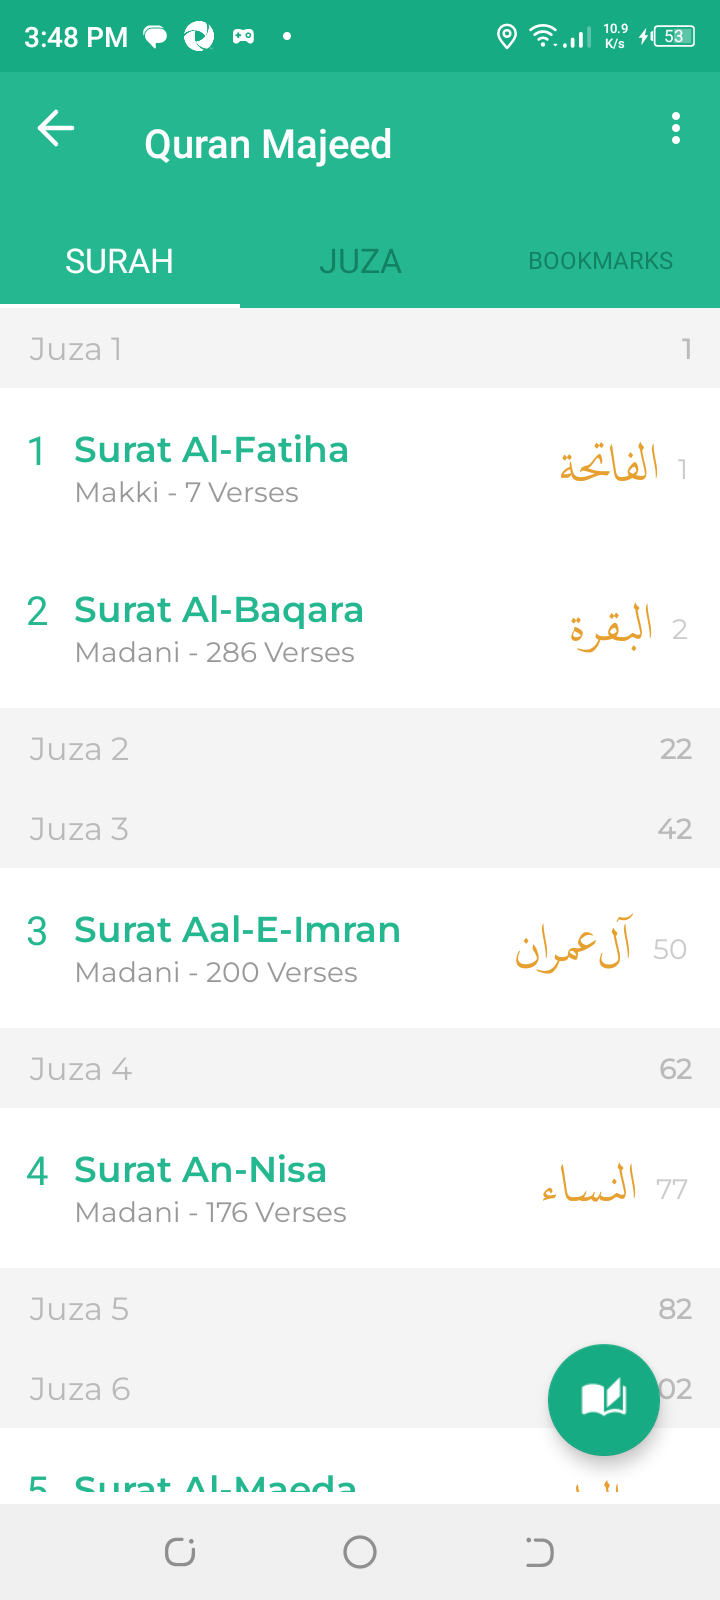 3:48 PM 10.9 K/s 53
Quran Majeed
SURAH JUZA BOOKMARKS
Juza 1 1
1 Surat Al-Fatiha الفاتحة 1
Makki - 7 Verses
2 Surat Al-Baqara البقرة 2
Madani - 286 Verses
Juza 2 22
Juza 3 42
3 Surat Aal-E-Imran آل عمران 50
Madani - 200 Verses
Juza 4 62
4 Surat An-Nisa النساء 77
Madani - 176 Verses
Juza 5 82
Juza 6 02
5 Surat Al-Maeda